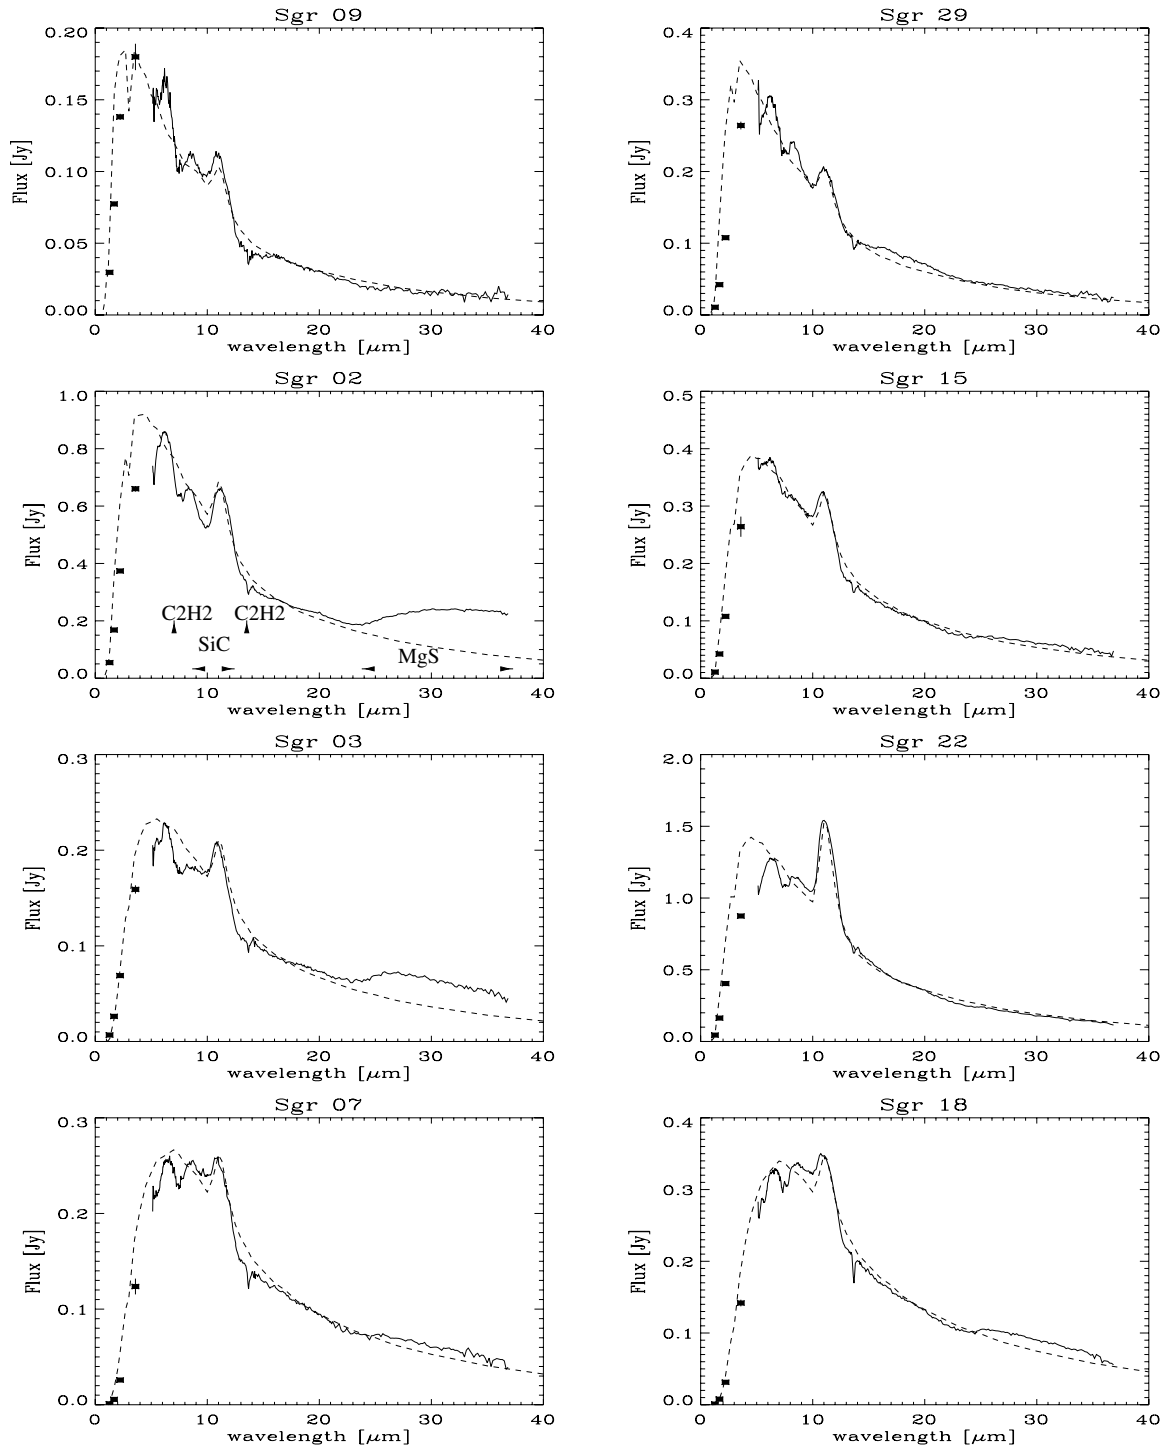 Sgr 09
0.20
0.15
0.10
0.05
0.00
Flux [Jy]
0 10 20 30 40
wavelength [μm]
Sgr 29
0.4
0.3
0.2
0.1
0.0
Flux [Jy]
0 10 20 30 40
wavelength [μm]
Sgr 02
1.0
0.8
0.6
0.4
0.2
0.0
Flux [Jy]
C2H2 C2H2
SiC
MgS
0 10 20 30 40
wavelength [μm]
Sgr 15
0.5
0.4
0.3
0.2
0.1
0.0
Flux [Jy]
0 10 20 30 40
wavelength [μm]
Sgr 03
0.3
0.2
0.1
0.0
Flux [Jy]
0 10 20 30 40
wavelength [μm]
Sgr 22
2.0
1.5
1.0
0.5
0.0
Flux [Jy]
0 10 20 30 40
wavelength [μm]
Sgr 07
0.3
0.2
0.1
0.0
Flux [Jy]
0 10 20 30 40
wavelength [μm]
Sgr 18
0.4
0.3
0.2
0.1
0.0
Flux [Jy]
0 10 20 30 40
wavelength [μm]